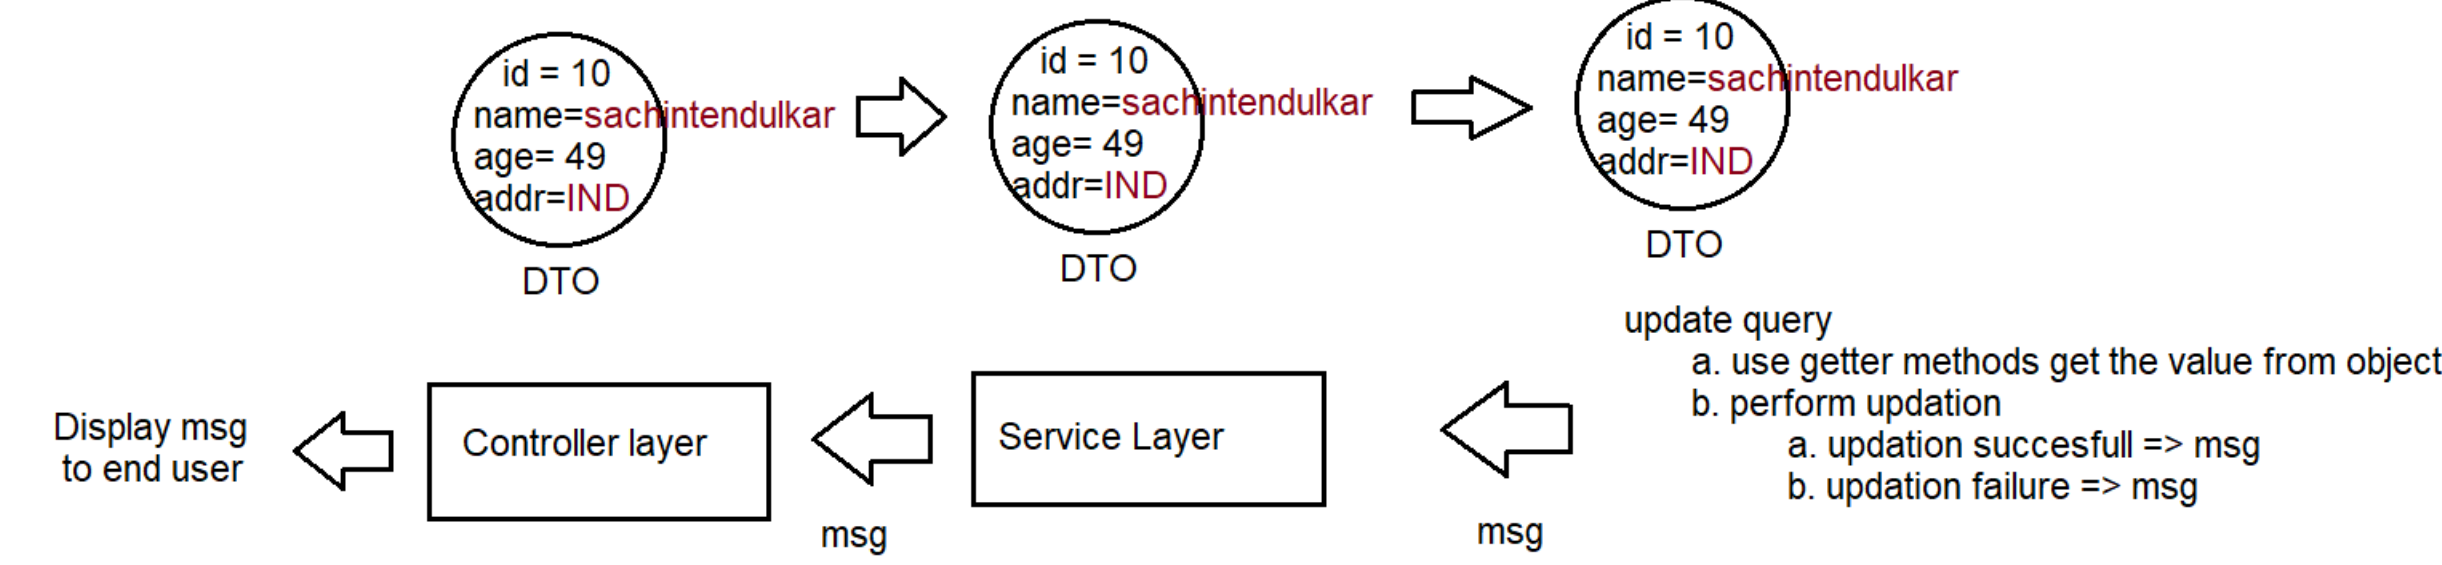 id = 10
name=sachintendulkar
age= 49
addr=IND
DTO
id = 10
name=sachintendulkar
age= 49
addr=IND
DTO
id = 10
name=sachintendulkar
age= 49
addr=IND
DTO
update query
a. use getter methods get the value from object
b. perform updation
a. updation succesfull => msg
b. updation failure => msg
Display msg
to end user
Controller layer
msg
Service Layer
msg